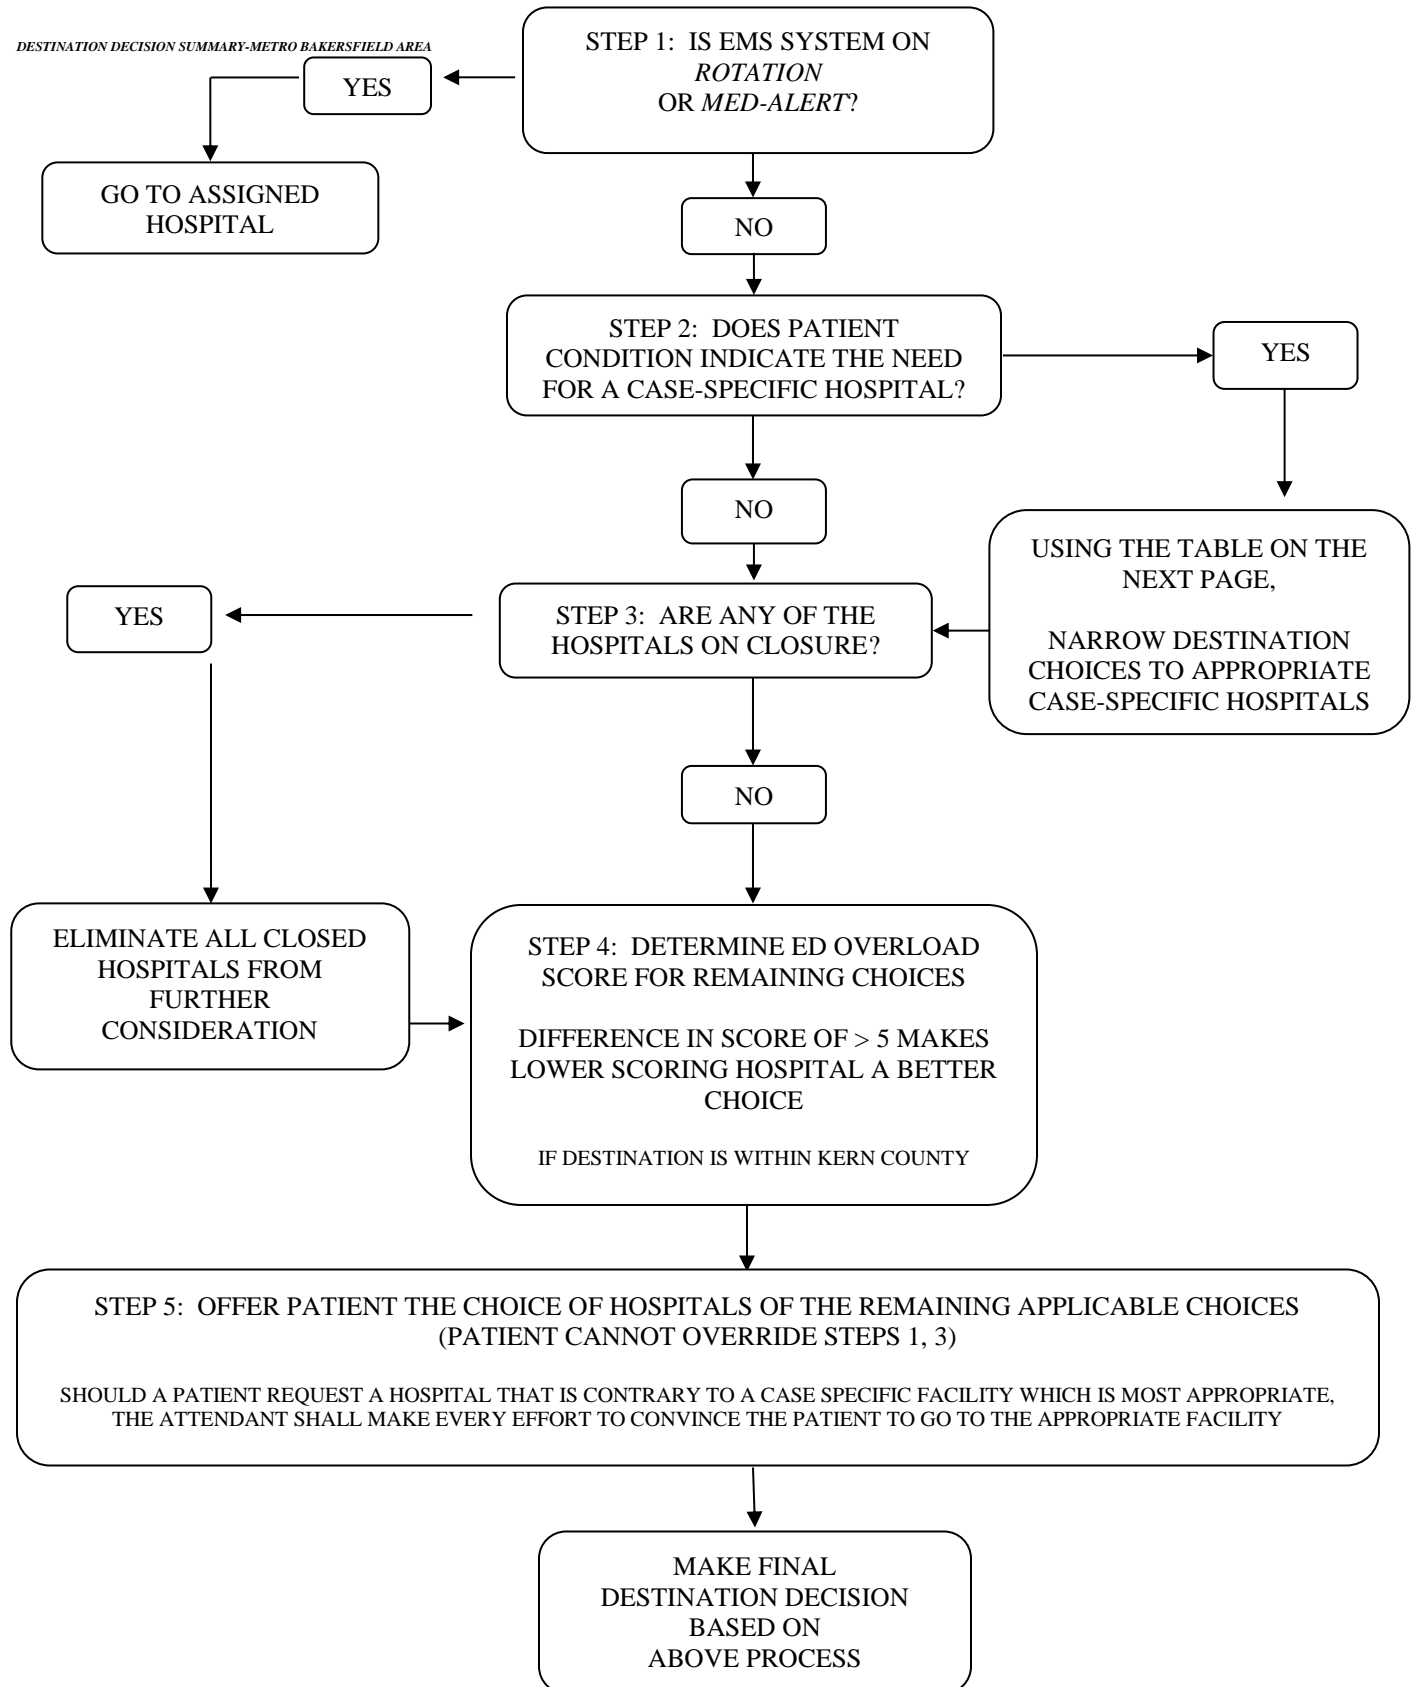 DESTINATION DECISION SUMMARY-METRO BAKERSFIELD AREA
STEP 1: IS EMS SYSTEM ON
ROTATION
OR MED-ALERT?
YES
GO TO ASSIGNED
HOSPITAL
NO
STEP 2: DOES PATIENT
CONDITION INDICATE THE NEED
FOR A CASE-SPECIFIC HOSPITAL?
YES
NO
USING THE TABLE ON THE
NEXT PAGE,
NARROW DESTINATION
CHOICES TO APPROPRIATE
CASE-SPECIFIC HOSPITALS
STEP 3: ARE ANY OF THE
HOSPITALS ON CLOSURE?
YES
NO
ELIMINATE ALL CLOSED
HOSPITALS FROM
FURTHER
CONSIDERATION
STEP 4: DETERMINE ED OVERLOAD
SCORE FOR REMAINING CHOICES
DIFFERENCE IN SCORE OF > 5 MAKES
LOWER SCORING HOSPITAL A BETTER
CHOICE
IF DESTINATION IS WITHIN KERN COUNTY
STEP 5: OFFER PATIENT THE CHOICE OF HOSPITALS OF THE REMAINING APPLICABLE CHOICES
(PATIENT CANNOT OVERRIDE STEPS 1, 3)
SHOULD A PATIENT REQUEST A HOSPITAL THAT IS CONTRARY TO A CASE SPECIFIC FACILITY WHICH IS MOST APPROPRIATE,
THE ATTENDANT SHALL MAKE EVERY EFFORT TO CONVINCE THE PATIENT TO GO TO THE APPROPRIATE FACILITY
MAKE FINAL
DESTINATION DECISION
BASED ON
ABOVE PROCESS